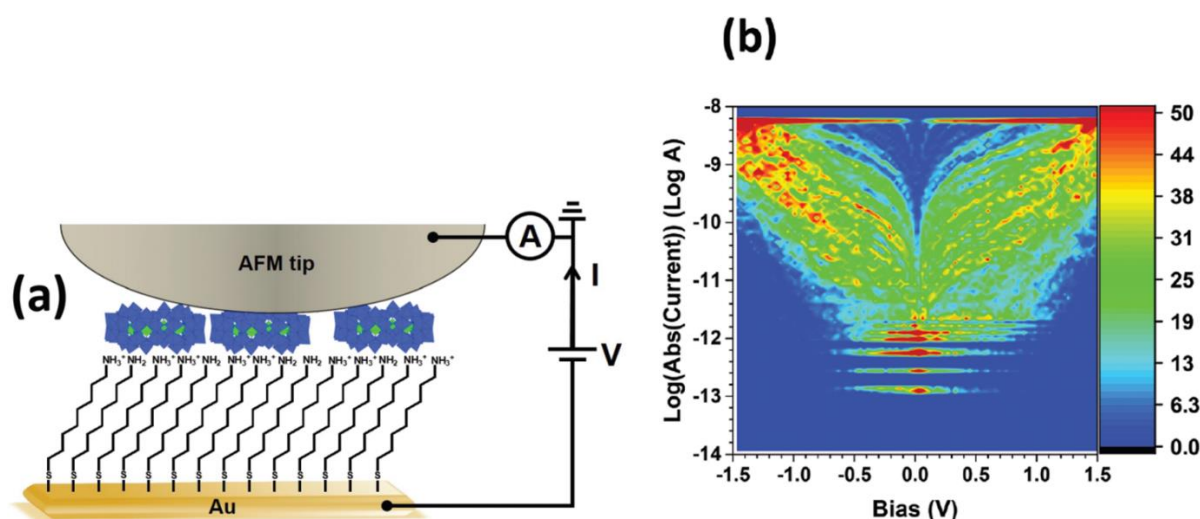 (a)
AFM tip
A
I
V
NH₃⁺ NH₂ NH₃⁺ NH₃⁺ NH₂ NH₃⁺ NH₃⁺ NH₂ NH₂ NH₃⁺ NH₃⁺ NH₂ NH₃⁺ NH₃⁺
S S S S S S S S S S S S S S
Au
(b)
Log(Abs(Current)) (Log A)
-8
-9
-10
-11
-12
-13
-14
-1.5 -1.0 -0.5 0.0 0.5 1.0 1.5
Bias (V)
50
44
38
31
25
19
13
6.3
0.0